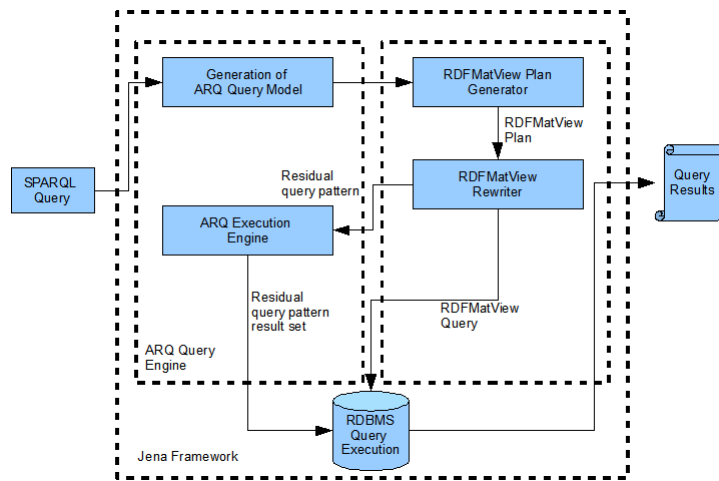 Generation of
ARQ Query Model
RDFMatView Plan
Generator
RDFMatView
Plan
SPARQL
Query
Residual
query pattern
RDFMatView
Rewriter
Query
Results
ARQ Execution
Engine
Residual
query pattern
result set
RDFMatView
Query
ARQ Query
Engine
RDBMS
Query
Execution
Jena Framework